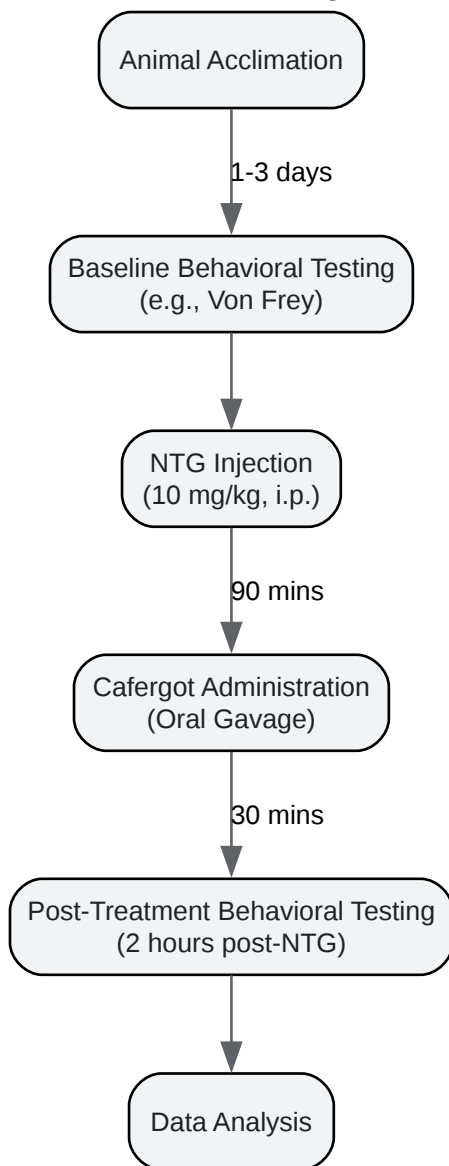 Animal Acclimation
1-3 days
Baseline Behavioral Testing
(e.g., Von Frey)
NTG Injection
(10 mg/kg, i.p.)
90 mins
Cafergot Administration
(Oral Gavage)
30 mins
Post-Treatment Behavioral Testing
(2 hours post-NTG)
Data Analysis